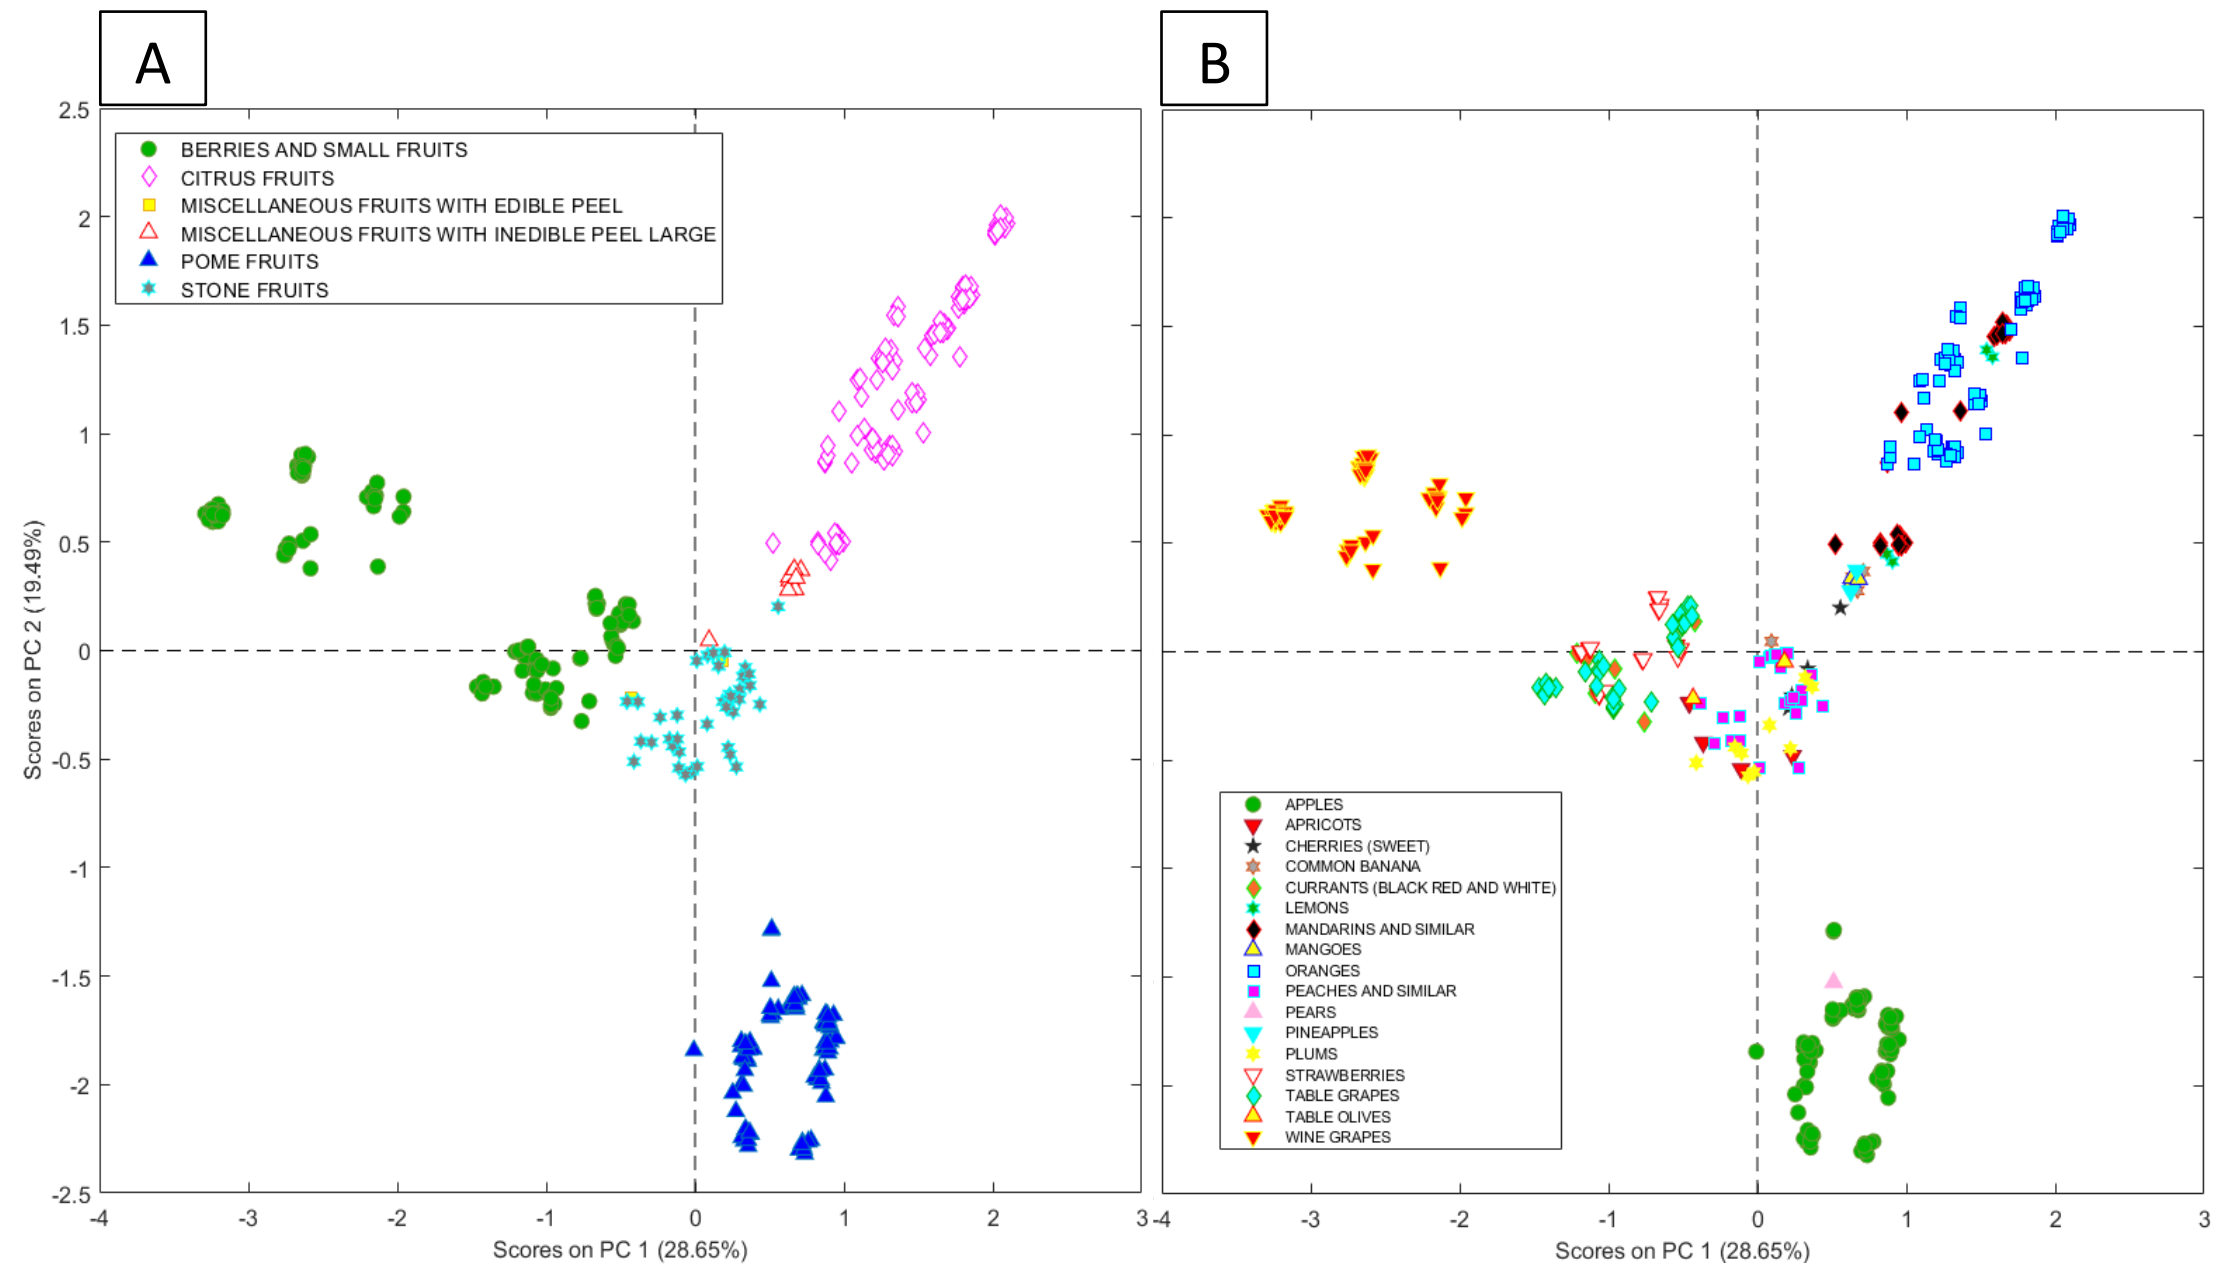 A
B
2.5
2
1.5
1
0.5
0
-0.5
-1
-1.5
-2
-2.5
Scores on PC 2 (19.49%)
BERRIES AND SMALL FRUITS
CITRUS FRUITS
MISCELLANEOUS FRUITS WITH EDIBLE PEEL
MISCELLANEOUS FRUITS WITH INEDIBLE PEEL LARGE
POME FRUITS
STONE FRUITS
-4 -3 -2 -1 0 1 2 3
Scores on PC 1 (28.65%)
APPLES
APRICOTS
CHERRIES (SWEET)
COMMON BANANA
CURRANTS (BLACK RED AND WHITE)
LEMONS
MANDARINS AND SIMILAR
MANGOES
ORANGES
PEACHES AND SIMILAR
PEARS
PINEAPPLES
PLUMS
STRAWBERRIES
TABLE GRAPES
TABLE OLIVES
WINE GRAPES
-4 -3 -2 -1 0 1 2 3
Scores on PC 1 (28.65%)